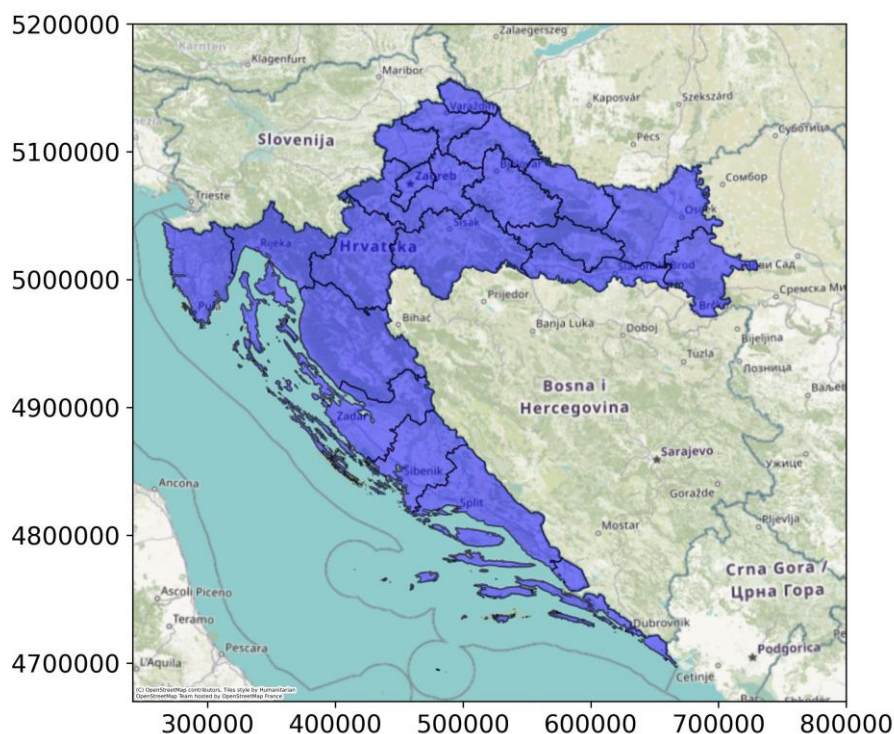 5200000
5100000
5000000
4900000
4800000
4700000
300000
400000
500000
600000
700000
800000
Kärnten
Klagenfurt
Zalaegerszeg
Maribor
Kaposvár
Szekszárd
Varaždin
Slovenija
Pécs
Суботица
Trieste
Zagreb
Bjelovar
Сомбор
Osijek
Sisak
Rijeka
Hrvatska
Slavonski Brod
Нови Сад
Pula
Prijedor
Brčko
Bihać
Banja Luka
Doboj
Bijeljina
Tuzla
Лозница
Bosna i
Hercegovina
Zadar
Sarajevo
Ужице
Šibenik
Goražde
Ancona
Split
Mostar
Pljevlja
Crna Gora /
Црна Гора
Ascoli Piceno
Teramo
Dubrovnik
Pescara
Podgorica
L'Aquila
Cetinje
(C) OpenStreetMap contributors, Tiles style by Humanitarian
OpenStreetMap Team hosted by OpenStreetMap France